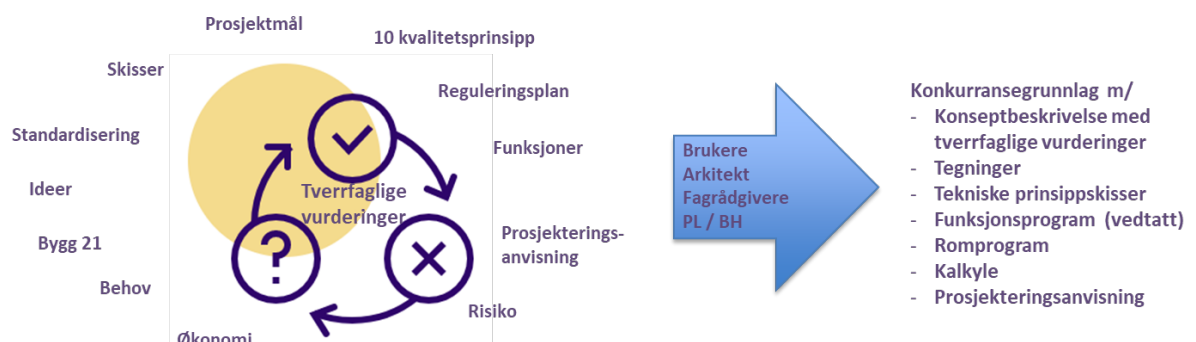 Prosjektmål
10 kvalitetsprinsipp
Skisser
Reguleringsplan
Standardisering
Funksjoner
Ideer
Tverrfaglige
vurderinger
Bygg 21
Prosjekterings-
anvisning
Behov
Risiko
Økonomi
Brukere
Arkitekt
Fagrådgivere
PL / BH
Konkurransegrunnlag m/
- Konseptbeskrivelse med
tverrfaglige vurderinger
- Tegninger
- Tekniske prinsippskisser
- Funksjonsprogram (vedtatt)
- Romprogram
- Kalkyle
- Prosjekteringsanvisning